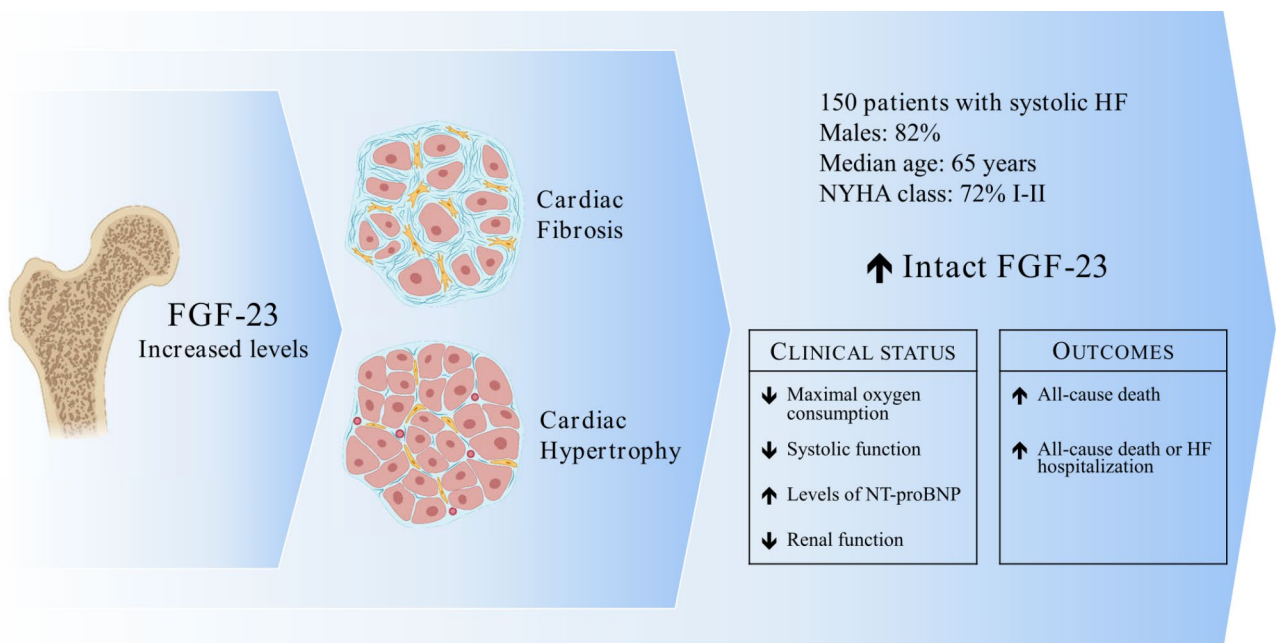 FGF-23
Increased levels
Cardiac
Fibrosis
Cardiac
Hypertrophy
150 patients with systolic HF
Males: 82%
Median age: 65 years
NYHA class: 72% I-II
↑ Intact FGF-23
CLINICAL STATUS
↓ Maximal oxygen
consumption
↓ Systolic function
↑ Levels of NT-proBNP
↓ Renal function
OUTCOMES
↑ All-cause death
↑ All-cause death or HF
hospitalization